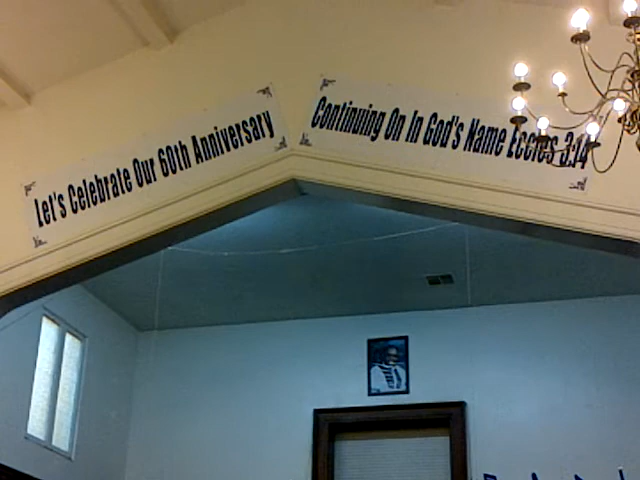 Let's Celebrate Our 60th Anniversary
Continuing On In God's Name Eccles 3:14